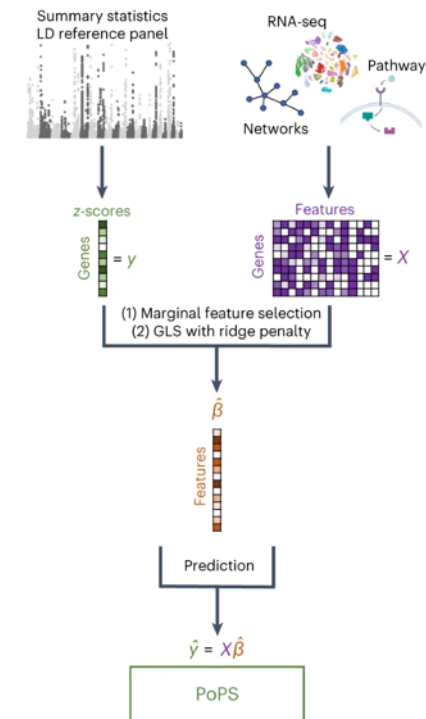 Summary statistics
LD reference panel
RNA-seq
Pathway
Networks
z-scores
Genes
= y
Features
Genes
= X
(1) Marginal feature selection
(2) GLS with ridge penalty
β̂
Features
Prediction
ŷ = Xβ̂
PoPS